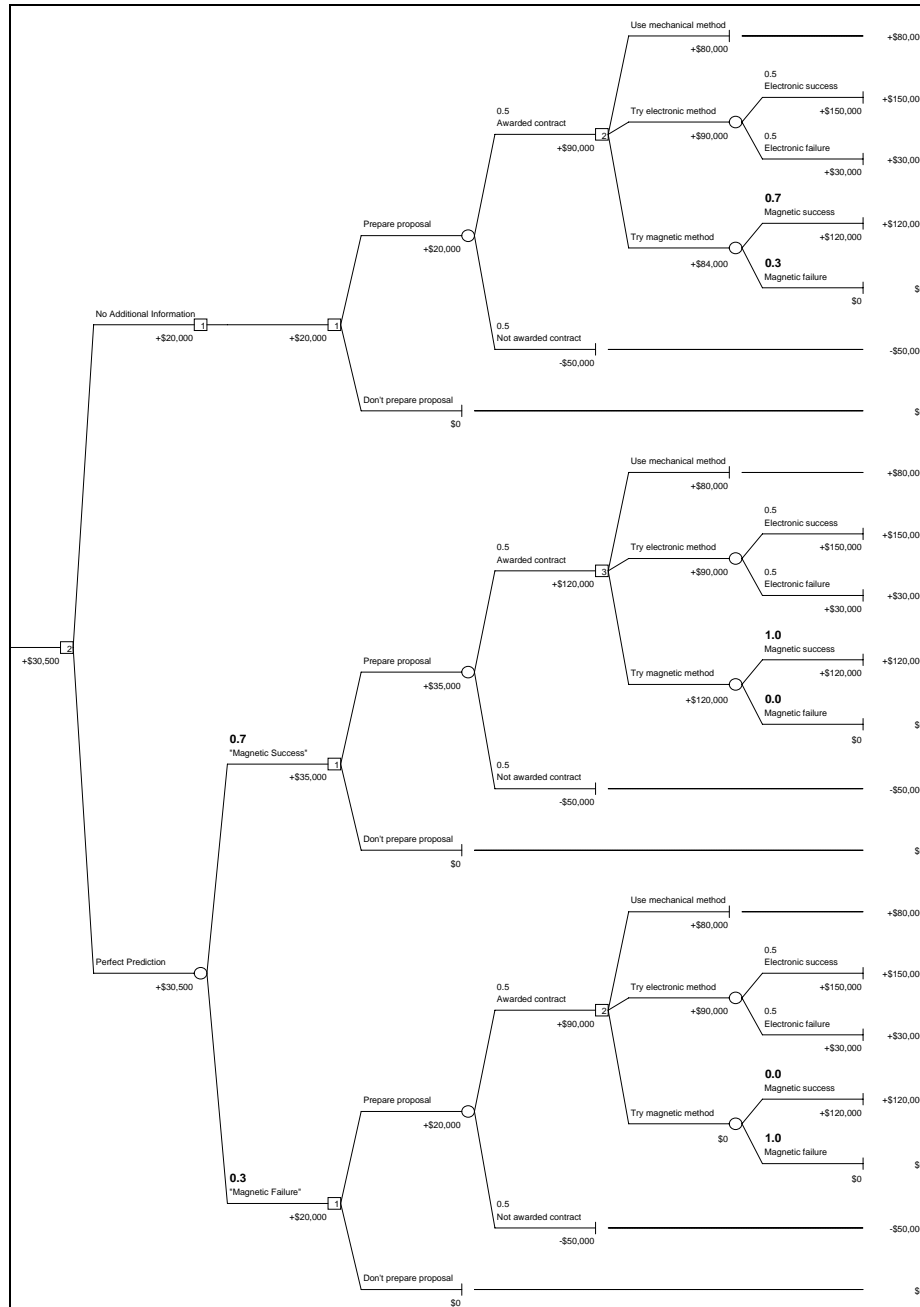 Use mechanical method
+$80,000
+$80,00
0.5
Electronic success
+$150,000
+$150,00
0.5
Awarded contract
+$90,000
2
Try electronic method
+$90,000
0.5
Electronic failure
+$30,000
+$30,00
0.7
Magnetic success
+$120,000
+$120,00
Prepare proposal
+$20,000
Try magnetic method
+$84,000
0.3
Magnetic failure
$0
$
No Additional Information
+$20,000
1
+$20,000
1
0.5
Not awarded contract
-$50,000
-$50,00
Don't prepare proposal
$0
$
Use mechanical method
+$80,000
+$80,00
0.5
Electronic success
+$150,000
+$150,00
0.5
Awarded contract
+$120,000
3
Try electronic method
+$90,000
0.5
Electronic failure
+$30,000
+$30,00
+$30,500
2
1.0
Magnetic success
+$120,000
+$120,00
Prepare proposal
+$35,000
Try magnetic method
+$120,000
0.0
Magnetic failure
$0
$
0.7
"Magnetic Success"
+$35,000
1
0.5
Not awarded contract
-$50,000
-$50,00
Don't prepare proposal
$0
$
Use mechanical method
+$80,000
+$80,00
Perfect Prediction
+$30,500
0.5
Electronic success
+$150,000
+$150,00
0.5
Awarded contract
+$90,000
2
Try electronic method
+$90,000
0.5
Electronic failure
+$30,000
+$30,00
0.0
Magnetic success
+$120,000
+$120,00
Prepare proposal
+$20,000
Try magnetic method
$0
1.0
Magnetic failure
$0
$
0.3
"Magnetic Failure"
+$20,000
1
0.5
Not awarded contract
-$50,000
-$50,00
Don't prepare proposal
$0
$